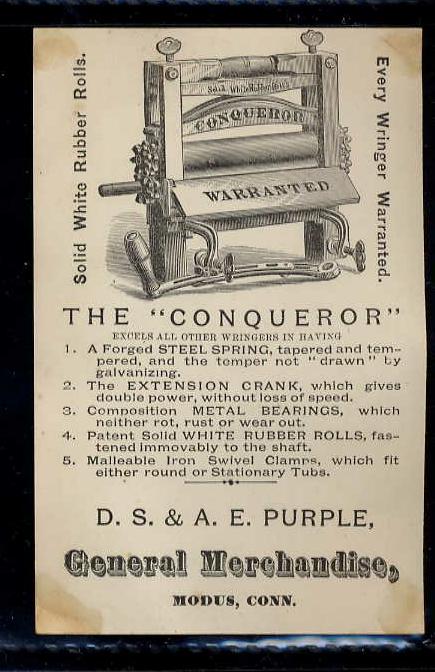 Solid White Rubber Rolls.
Every Wringer Warranted.
Solid White Rubber Rolls
CONQUEROR
WARRANTED
THE "CONQUEROR"
EXCELS ALL OTHER WRINGERS IN HAVING
1. A Forged STEEL SPRING, tapered and tem-
pered, and the temper not "drawn" by
galvanizing.
2. The EXTENSION CRANK, which gives
double power, without loss of speed.
3. Composition METAL BEARINGS, which
neither rot, rust or wear out.
4. Patent Solid WHITE RUBBER ROLLS, fas-
tened immovably to the shaft.
5. Malleable Iron Swivel Clamps, which fit
either round or Stationary Tubs.
D. S. & A. E. PURPLE,
General Merchandise,
MODUS, CONN.